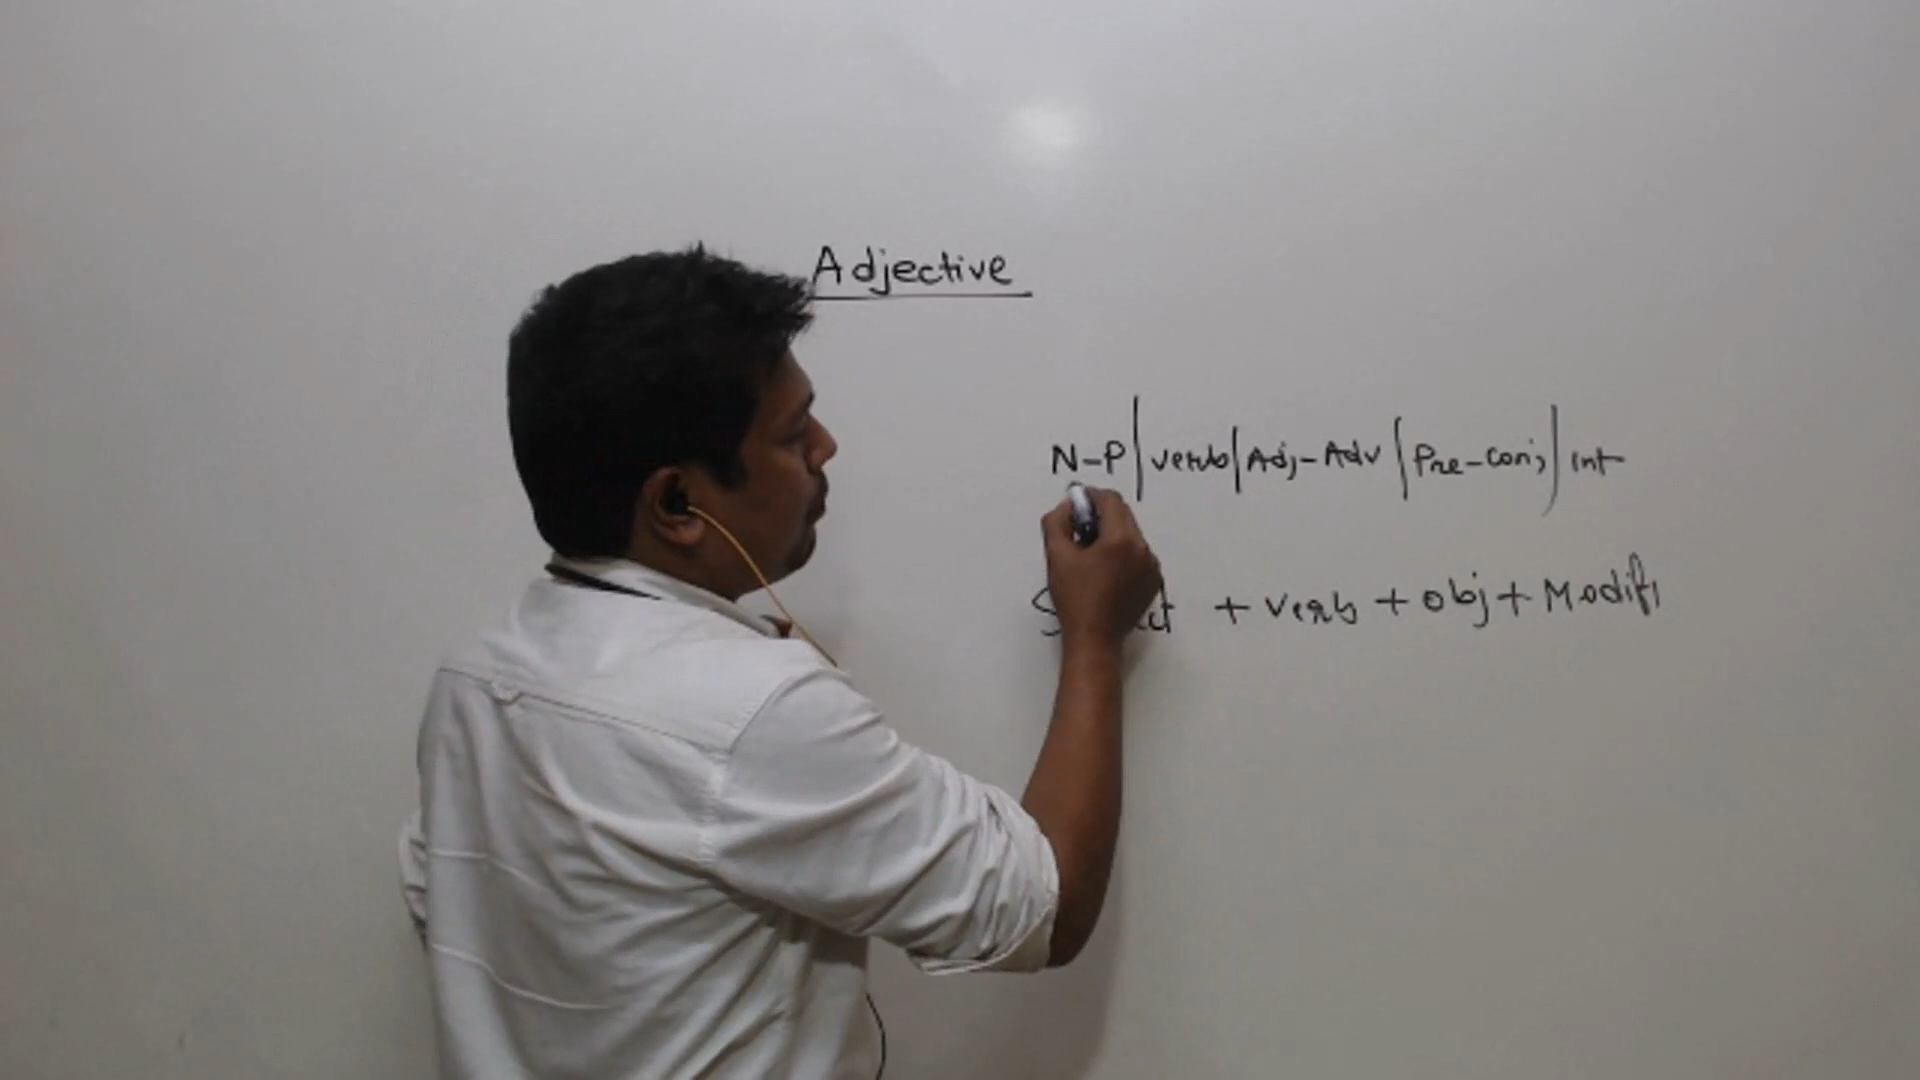 Adjective
N-P|verb|Adj-Adv|Pre-Conj|int
+ verb + obj + Modifi